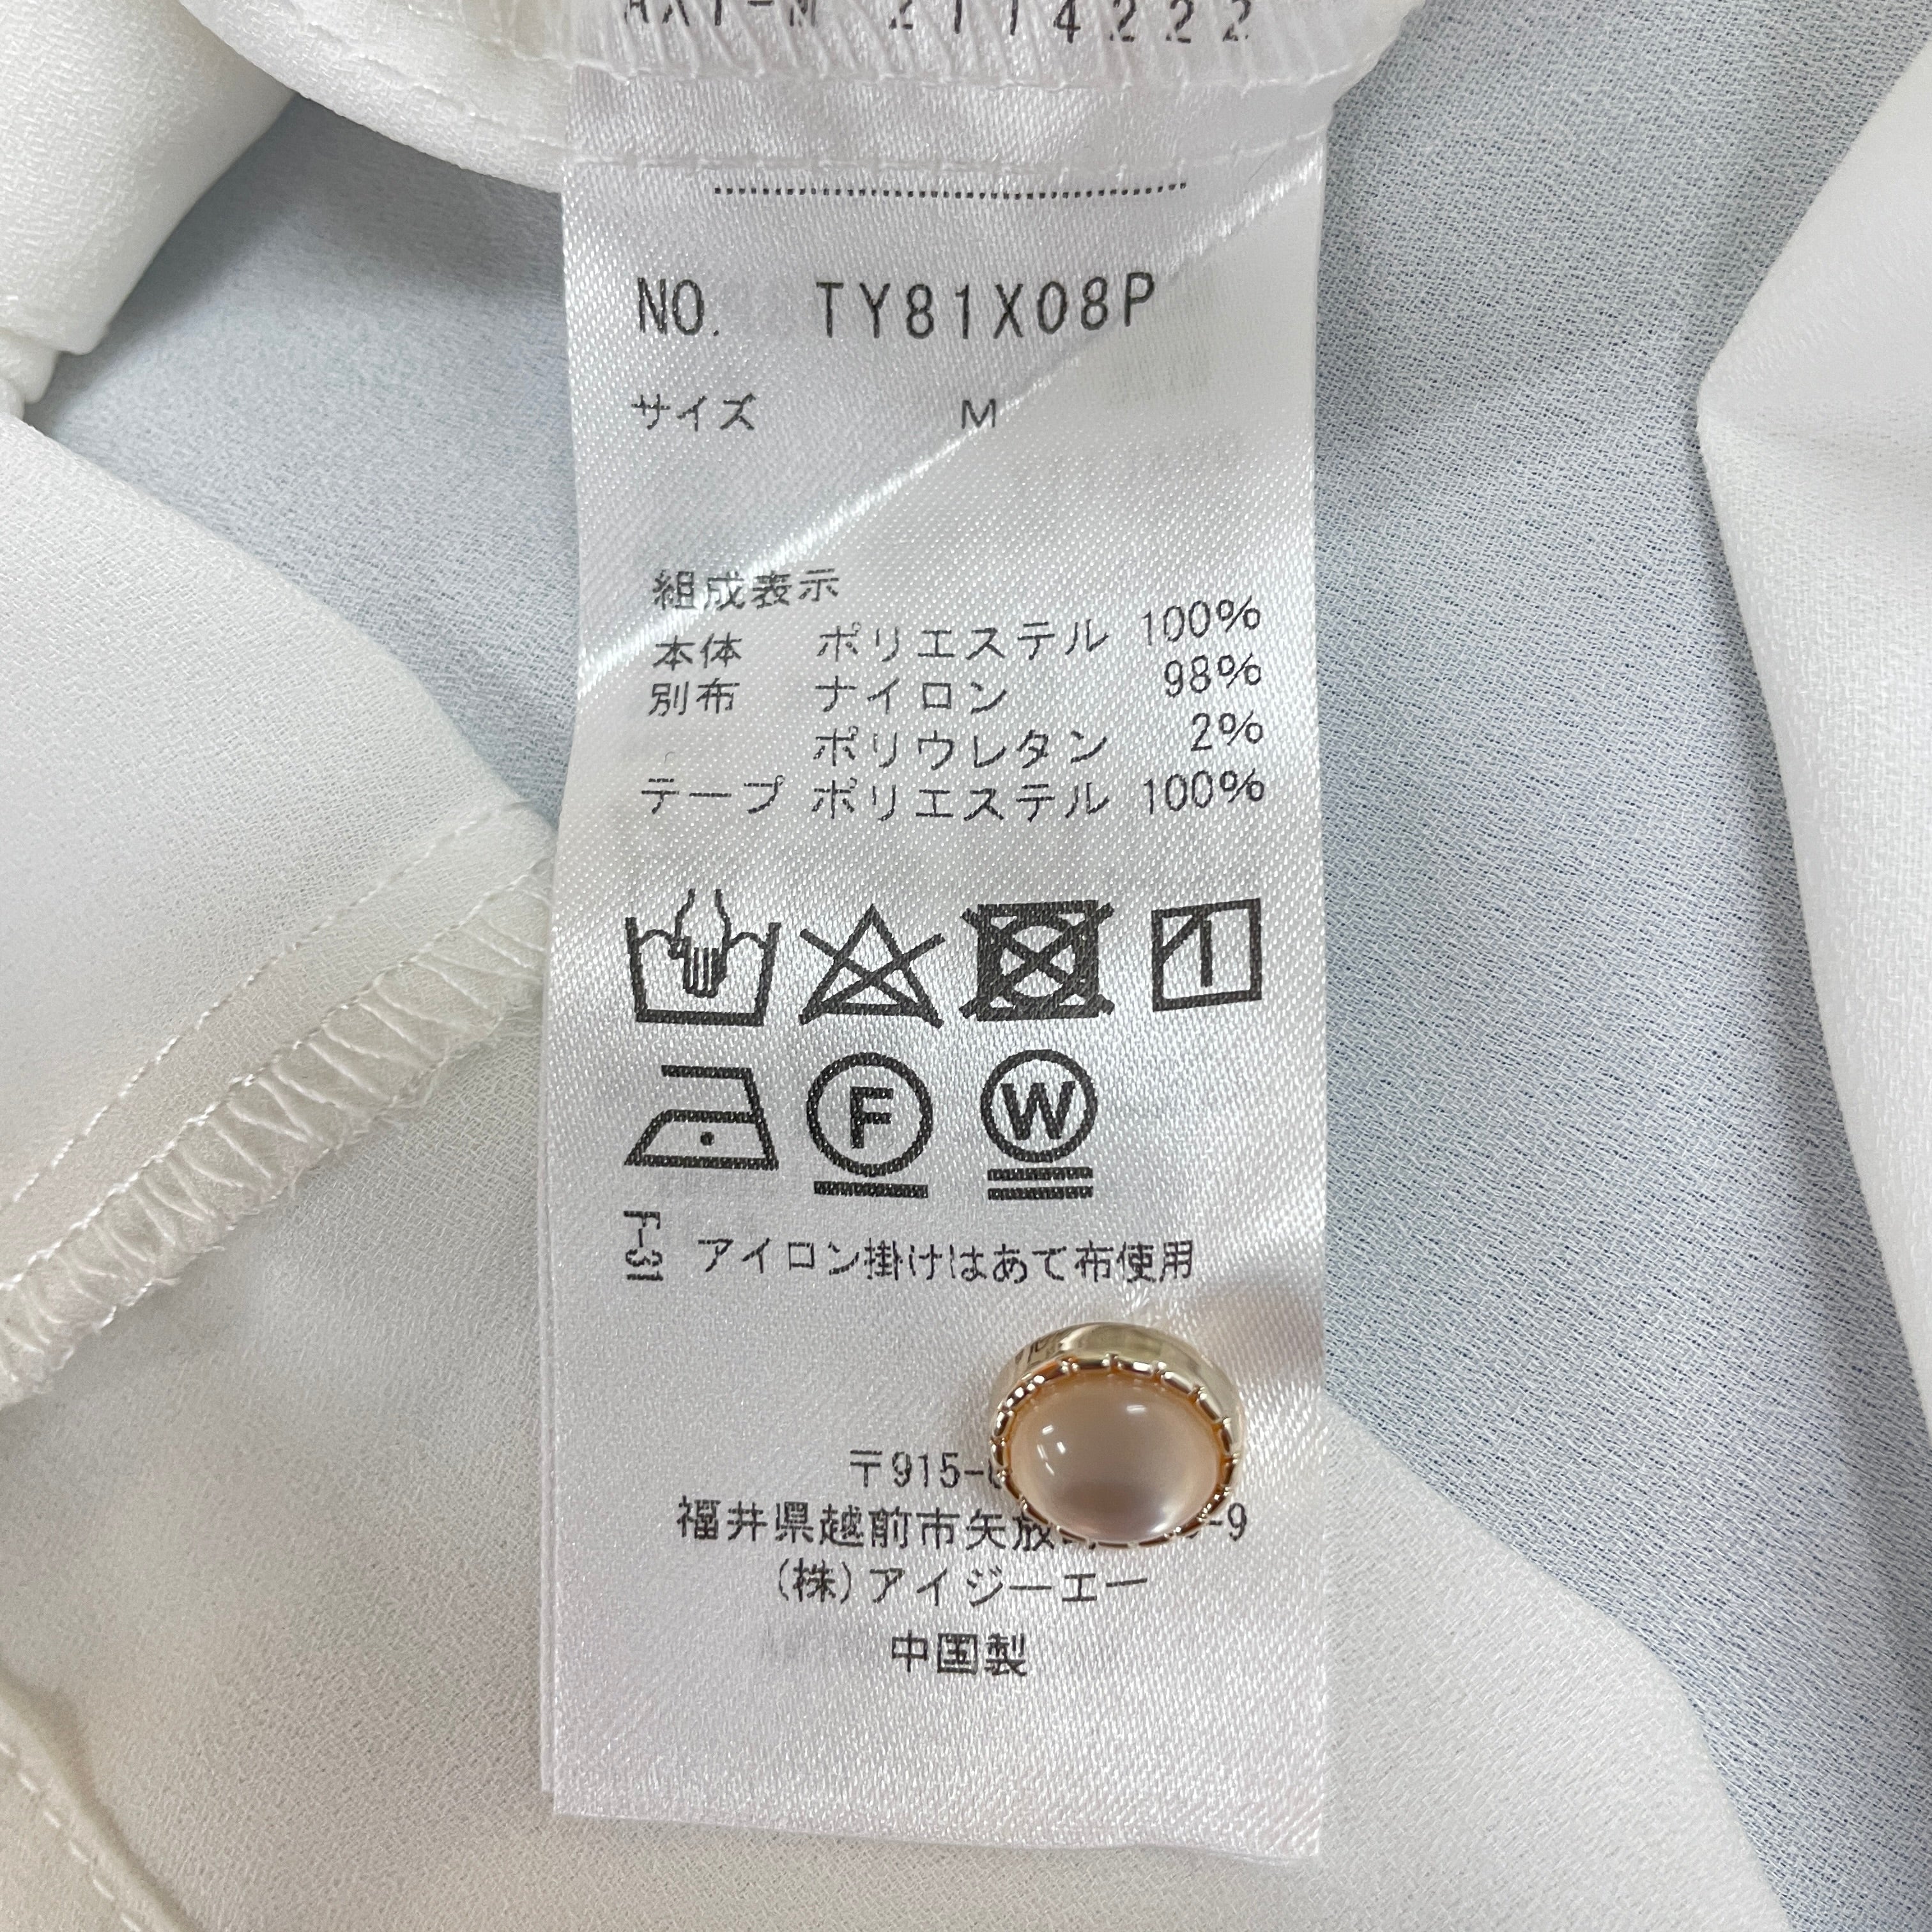 2114222
NO. TY81X08P
サイズ M
組成表示
本体 ポリエステル 100%
別布 ナイロン 98%
ポリウレタン 2%
テープ ポリエステル 100%
F
W
F-31 アイロン掛けはあて布使用
〒915-
福井県越前市矢放 -9
(株)アイジーエー
中国製